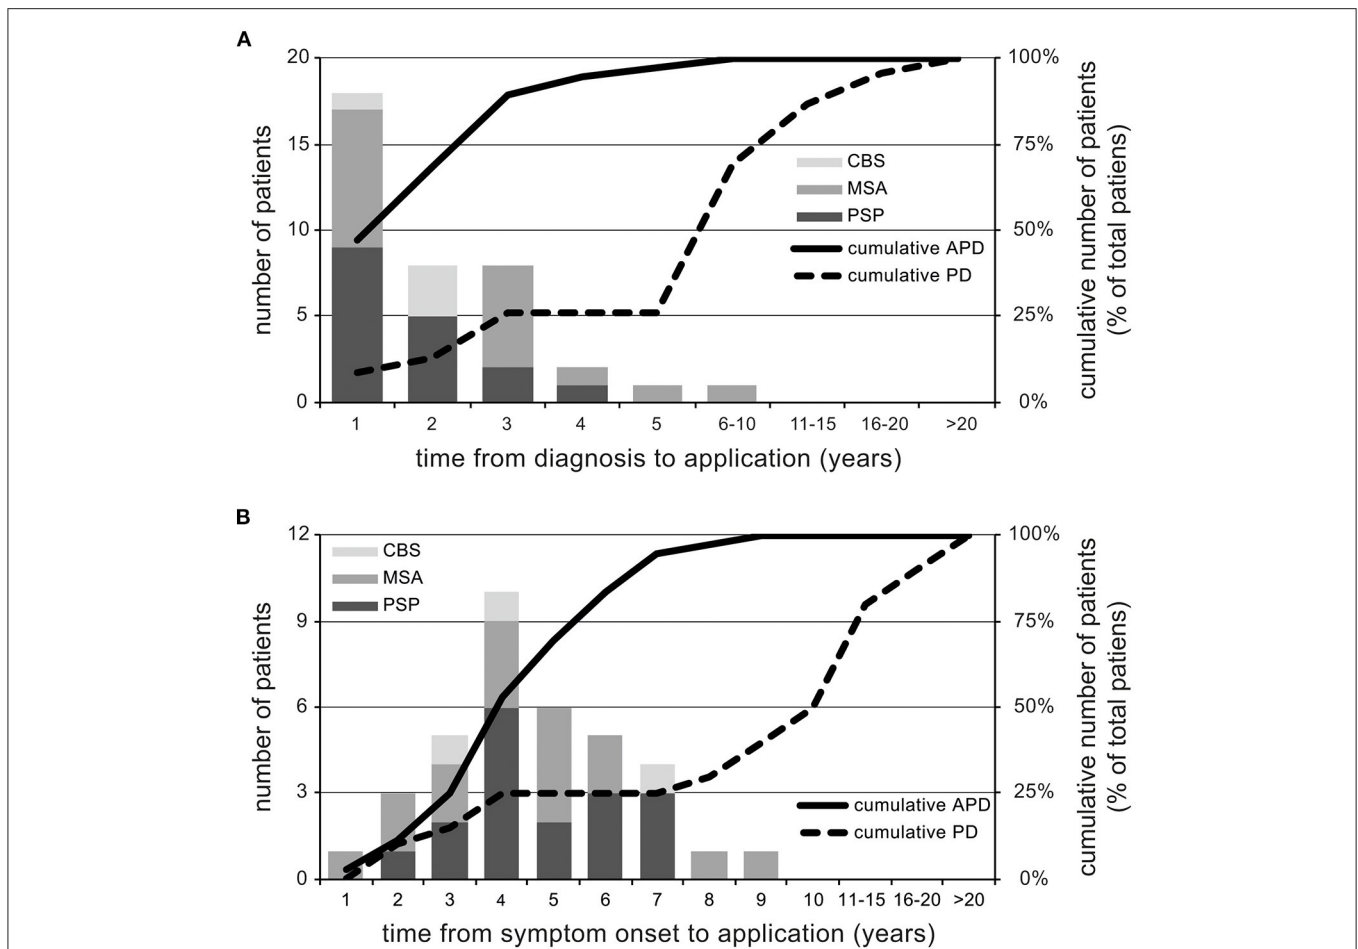 A
20
15
10
5
0
number of patients
100%
75%
50%
25%
0%
cumulative number of patients
(% of total patiens)
CBS
MSA
PSP
cumulative APD
cumulative PD
1 2 3 4 5 6-10 11-15 16-20 >20
time from diagnosis to application (years)
B
12
9
6
3
0
number of patients
100%
75%
50%
25%
0%
cumulative number of patients
(% of total patiens)
CBS
MSA
PSP
cumulative APD
cumulative PD
1 2 3 4 5 6 7 8 9 10 11-15 16-20 >20
time from symptom onset to application (years)